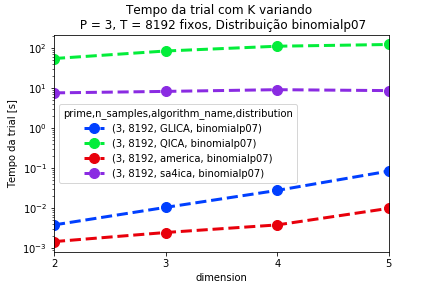 Tempo da trial com K variando
P = 3, T = 8192 fixos, Distribuição binomialp07
Tempo da trial [s]
10²
10¹
10⁰
10⁻¹
10⁻²
10⁻³
prime,n_samples,algorithm_name,distribution
(3, 8192, GLICA, binomialp07)
(3, 8192, QICA, binomialp07)
(3, 8192, america, binomialp07)
(3, 8192, sa4ica, binomialp07)
2 3 4 5
dimension